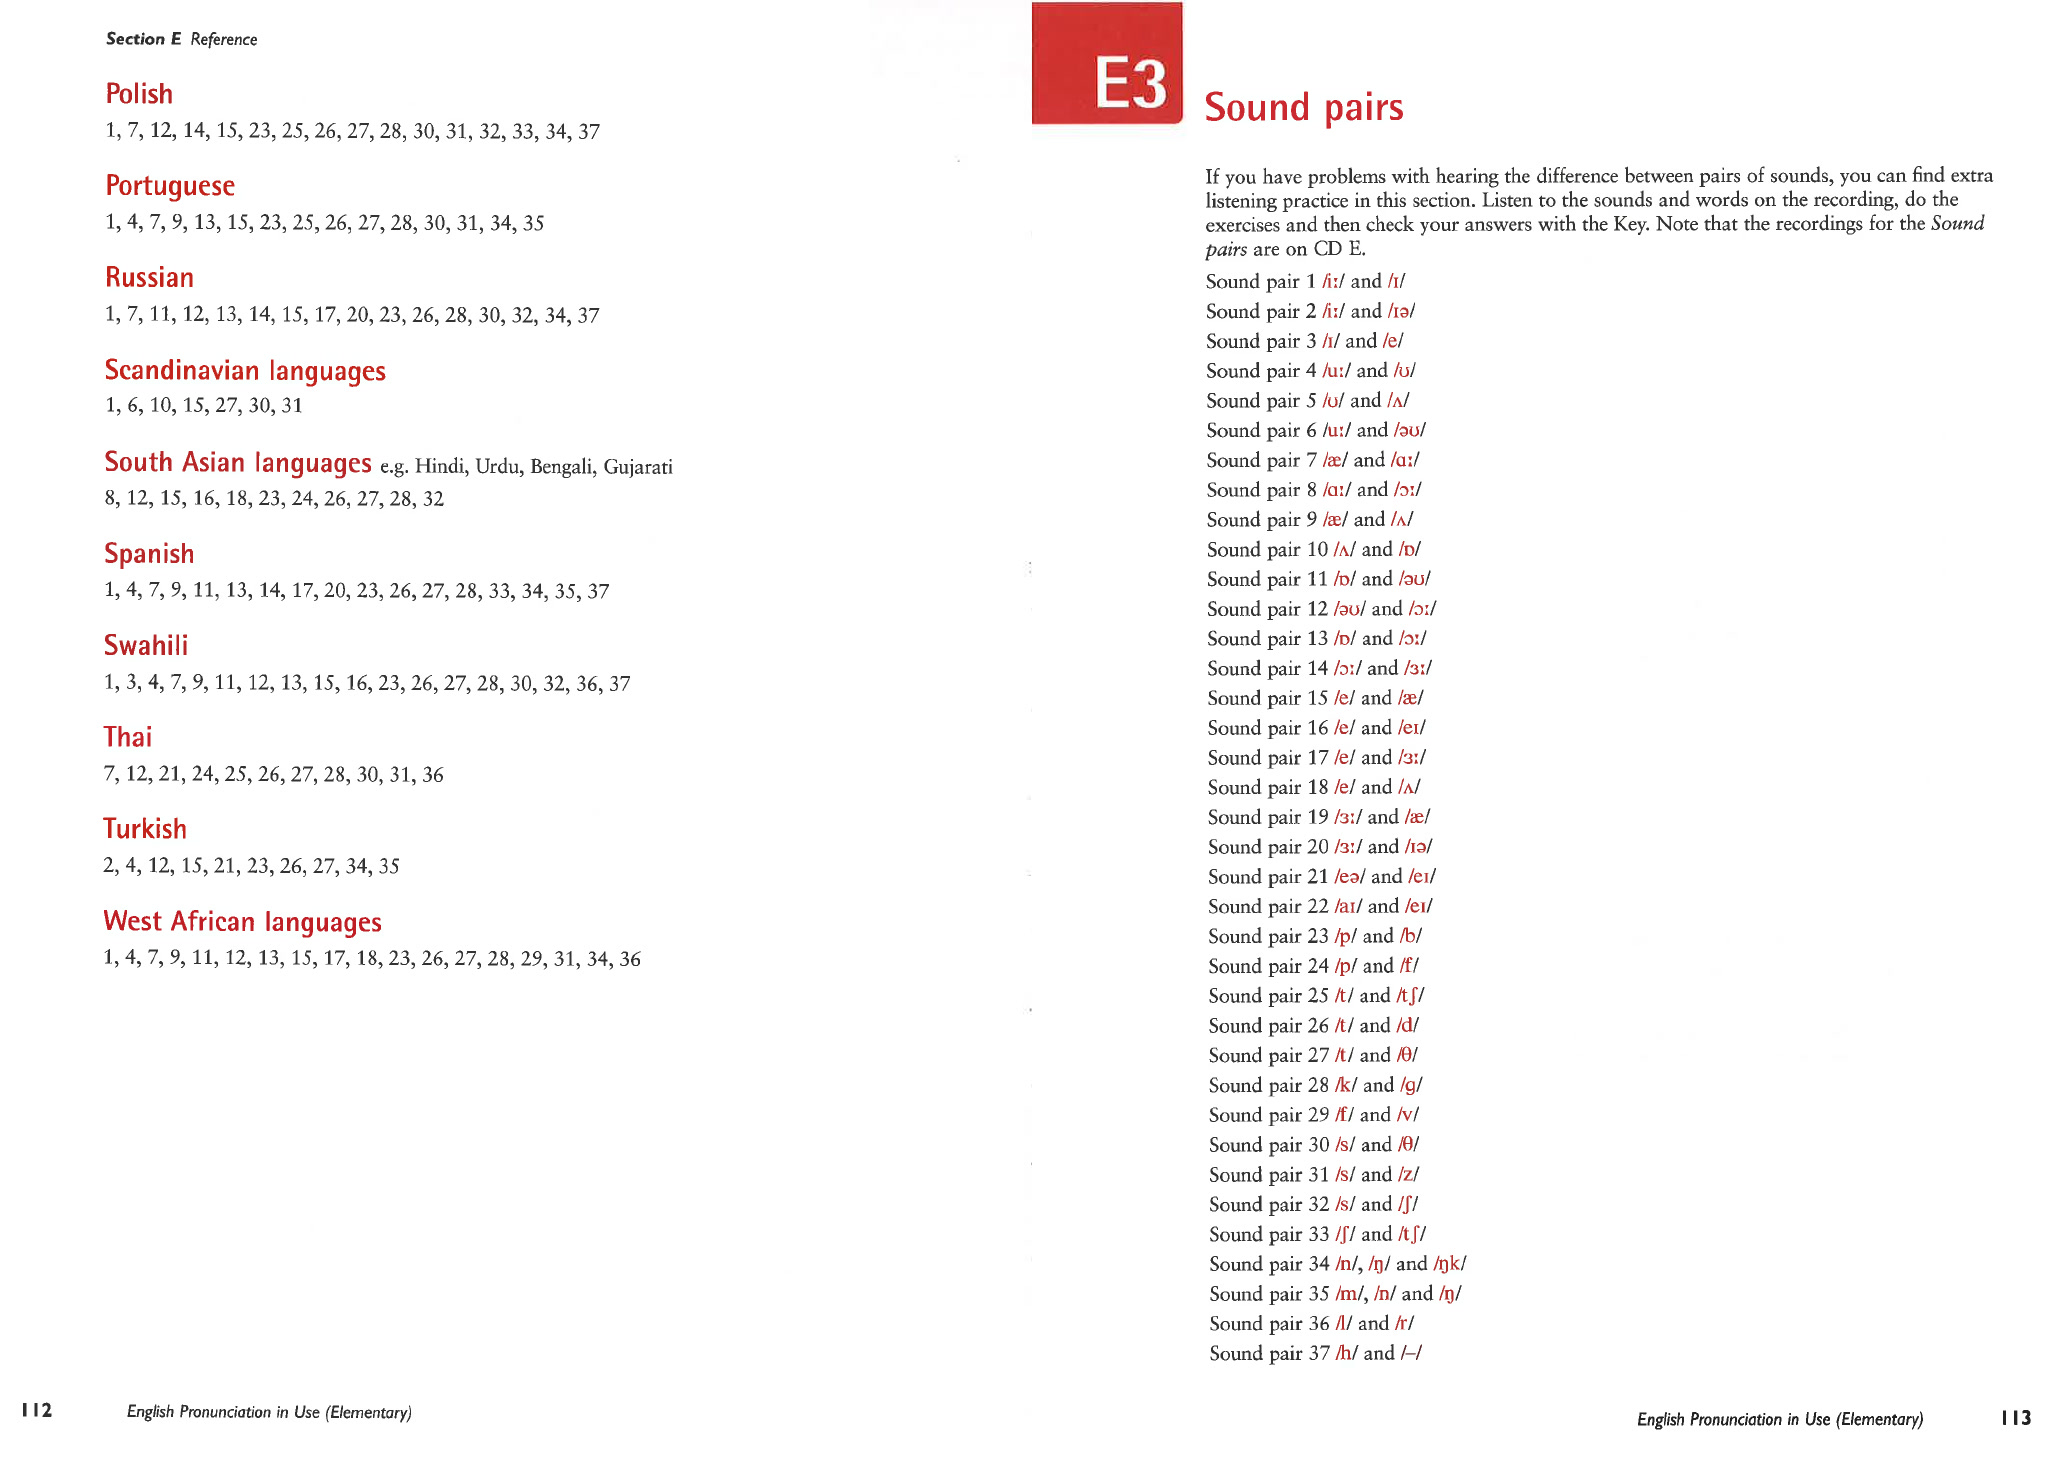 Section E Reference
Polish
1, 7, 12, 14, 15, 23, 25, 26, 27, 28, 30, 31, 32, 33, 34, 37
Portuguese
1, 4, 7, 9, 13, 15, 23, 25, 26, 27, 28, 30, 31, 34, 35
Russian
1, 7, 11, 12, 13, 14, 15, 17, 20, 23, 26, 28, 30, 32, 34, 37
Scandinavian languages
1, 6, 10, 15, 27, 30, 31
South Asian languages e.g. Hindi, Urdu, Bengali, Gujarati
8, 12, 15, 16, 18, 23, 24, 26, 27, 28, 32
Spanish
1, 4, 7, 9, 11, 13, 14, 17, 20, 23, 26, 27, 28, 33, 34, 35, 37
Swahili
1, 3, 4, 7, 9, 11, 12, 13, 15, 16, 23, 26, 27, 28, 30, 32, 36, 37
Thai
7, 12, 21, 24, 25, 26, 27, 28, 30, 31, 36
Turkish
2, 4, 12, 15, 21, 23, 26, 27, 34, 35
West African languages
1, 4, 7, 9, 11, 12, 13, 15, 17, 18, 23, 26, 27, 28, 29, 31, 34, 36
112 English Pronunciation in Use (Elementary)
E3 Sound pairs
If you have problems with hearing the difference between pairs of sounds, you can find extra
listening practice in this section. Listen to the sounds and words on the recording, do the
exercises and then check your answers with the Key. Note that the recordings for the Sound
pairs are on CD E.
Sound pair 1 /iː/ and /ɪ/
Sound pair 2 /iː/ and /ɪə/
Sound pair 3 /ɪ/ and /e/
Sound pair 4 /uː/ and /ʊ/
Sound pair 5 /ʊ/ and /ʌ/
Sound pair 6 /uː/ and /əʊ/
Sound pair 7 /æ/ and /ɑː/
Sound pair 8 /ɑː/ and /ɔː/
Sound pair 9 /æ/ and /ʌ/
Sound pair 10 /ʌ/ and /ɒ/
Sound pair 11 /ɒ/ and /əʊ/
Sound pair 12 /əʊ/ and /ɔː/
Sound pair 13 /ɒ/ and /ɔː/
Sound pair 14 /ɔː/ and /ɜː/
Sound pair 15 /e/ and /æ/
Sound pair 16 /e/ and /eɪ/
Sound pair 17 /e/ and /ɜː/
Sound pair 18 /e/ and /ʌ/
Sound pair 19 /ɜː/ and /æ/
Sound pair 20 /ɜː/ and /ɪə/
Sound pair 21 /eə/ and /eɪ/
Sound pair 22 /aɪ/ and /eɪ/
Sound pair 23 /p/ and /b/
Sound pair 24 /p/ and /f/
Sound pair 25 /t/ and /tʃ/
Sound pair 26 /t/ and /d/
Sound pair 27 /t/ and /θ/
Sound pair 28 /k/ and /g/
Sound pair 29 /f/ and /v/
Sound pair 30 /s/ and /θ/
Sound pair 31 /s/ and /z/
Sound pair 32 /s/ and /ʃ/
Sound pair 33 /ʃ/ and /tʃ/
Sound pair 34 /n/, /ŋ/ and /ŋk/
Sound pair 35 /m/, /n/ and /ŋ/
Sound pair 36 /l/ and /r/
Sound pair 37 /h/ and /–/
English Pronunciation in Use (Elementary) 113